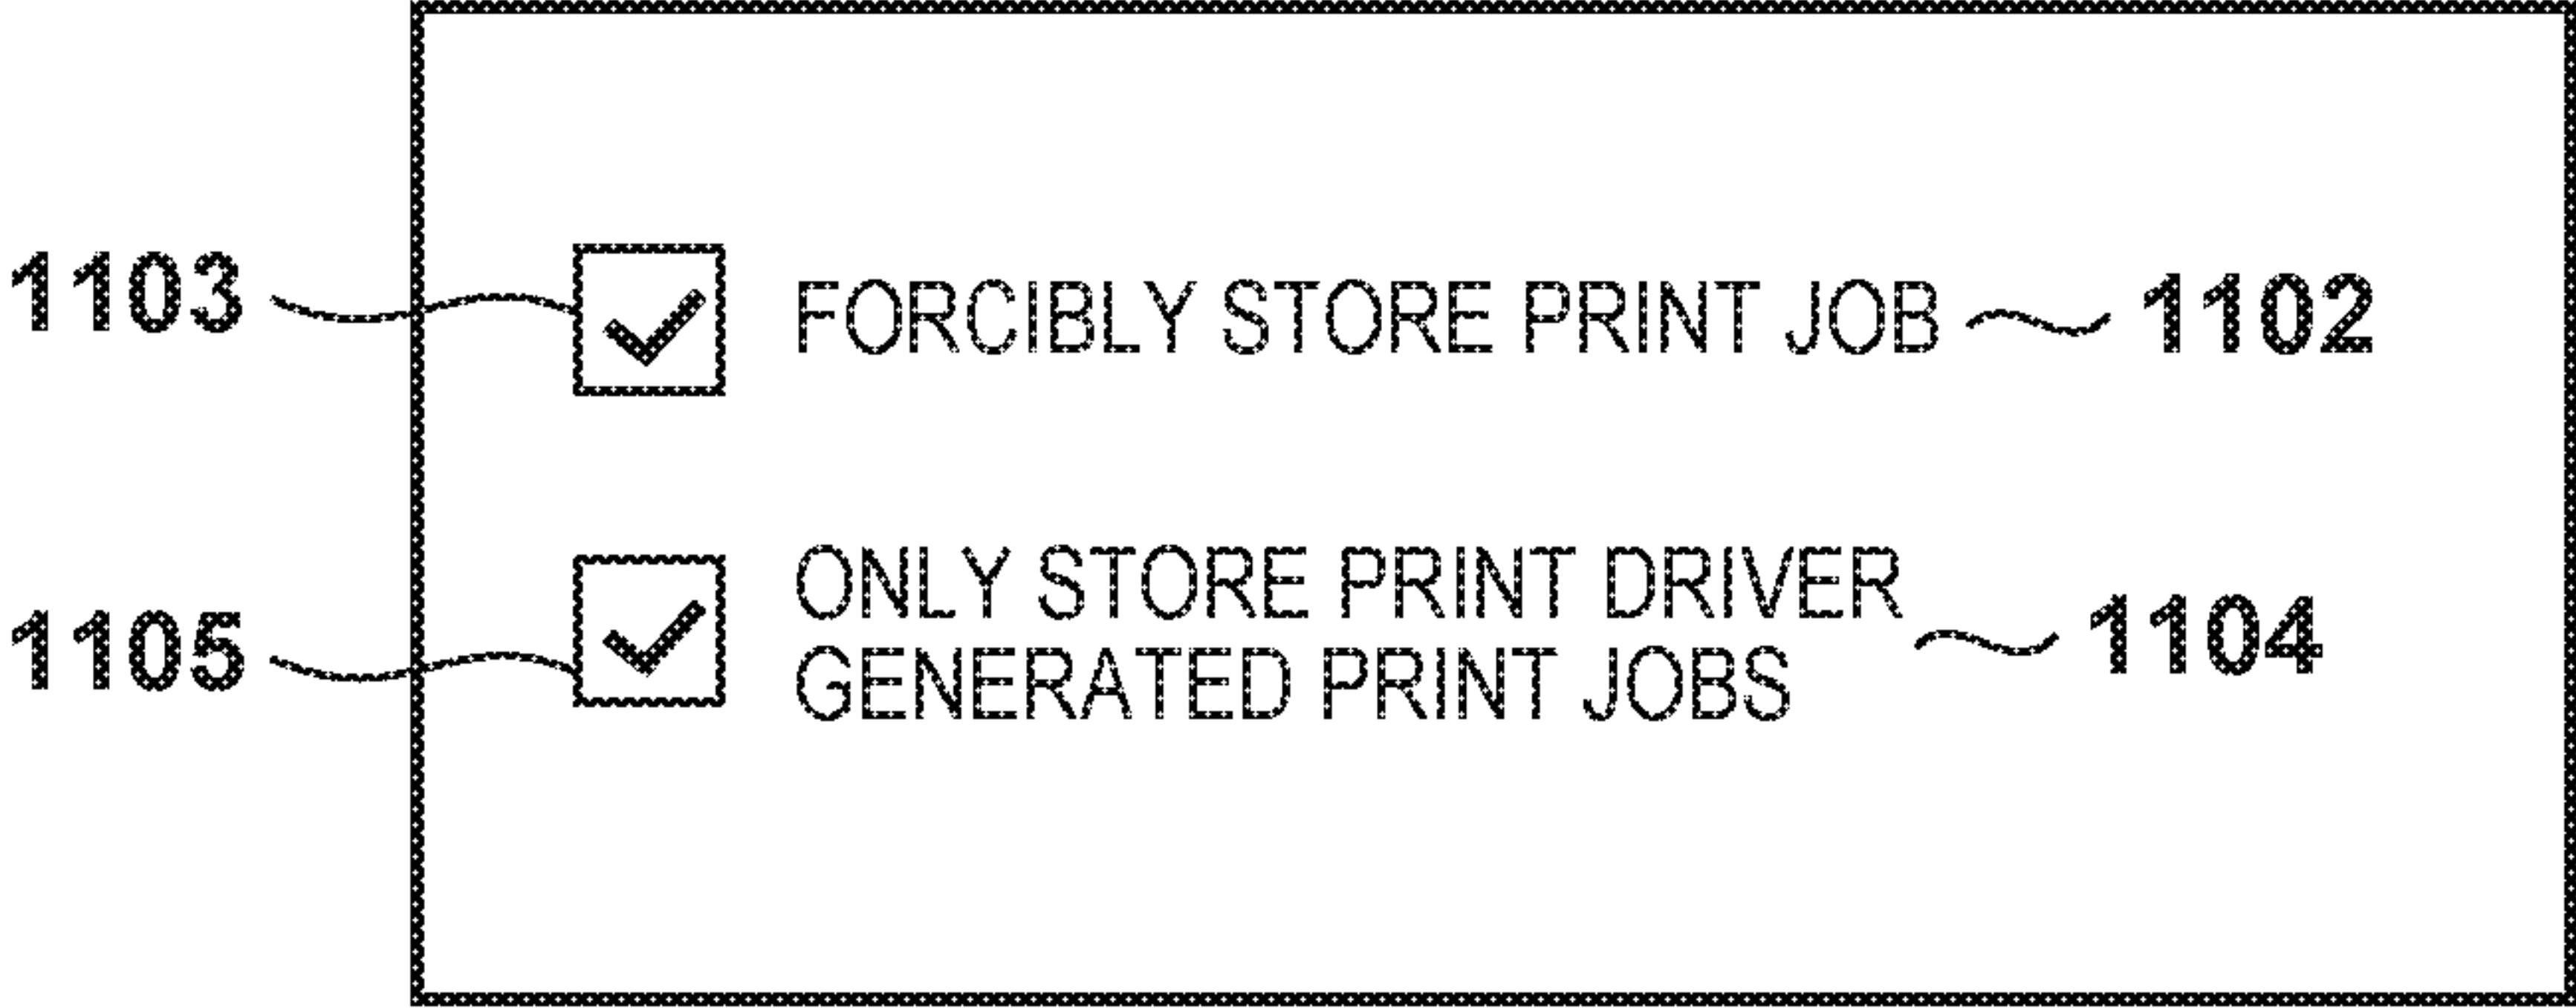 1103 FORCIBLY STORE PRINT JOB 1102
ONLY STORE PRINT DRIVER
1105 GENERATED PRINT JOBS 1104